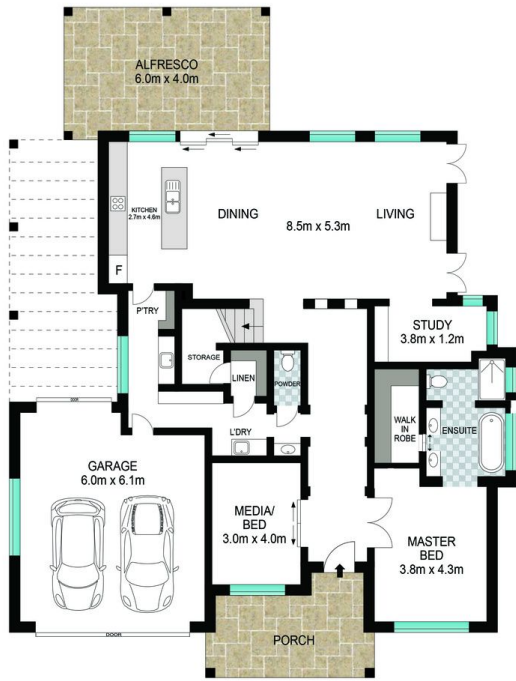 ALFRESCO
6.0m x 4.0m
KITCHEN
2.7m x 4.6m
DINING
8.5m x 5.3m
LIVING
F
P'TRY
STUDY
3.8m x 1.2m
STORAGE
LINEN
POWDER
WALK
IN
ROBE
ENSUITE
DOOR
L'DRY
GARAGE
6.0m x 6.1m
MEDIA/
BED
3.0m x 4.0m
MASTER
BED
3.8m x 4.3m
DOOR
PORCH